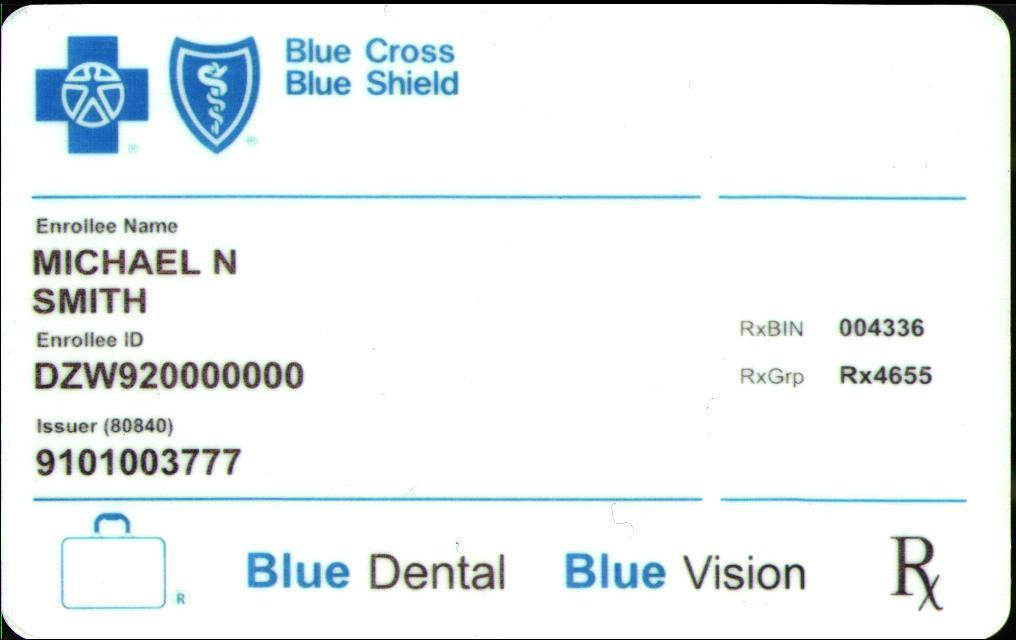 Blue Cross
Blue Shield
Enrollee Name
MICHAEL N
SMITH
Enrollee ID
DZW920000000
Issuer (80840)
9101003777
RxBIN 004336
RxGrp Rx4655
® Blue Dental Blue Vision Rx